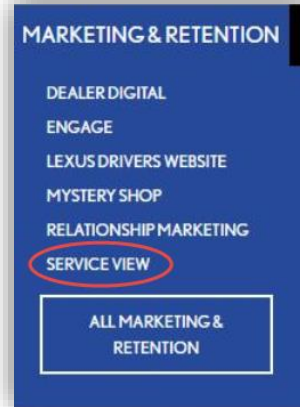 MARKETING & RETENTION
DEALER DIGITAL
ENGAGE
LEXUS DRIVERS WEBSITE
MYSTERY SHOP
RELATIONSHIP MARKETING
SERVICE VIEW
ALL MARKETING &
RETENTION